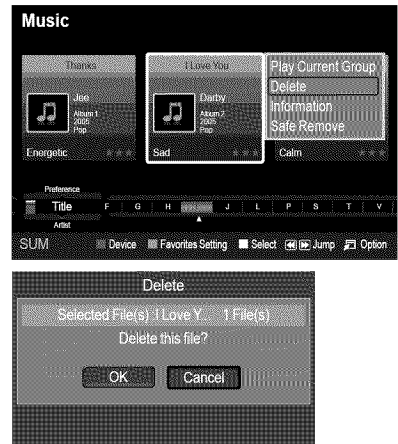 Music
Thanks
Jee
Album 1
2005
Pop
Energetic
I Love You
Darby
Album 2
2005
Pop
Sad
Play Current Group
Delete
Information
Safe Remove
Calm
Preference
Title
Artist
F G H J L P S T V
SUM Device Favorites Setting Select Jump Option
Delete
Selected File(s) :I Love Y... 1 File(s)
Delete this file?
OK Cancel